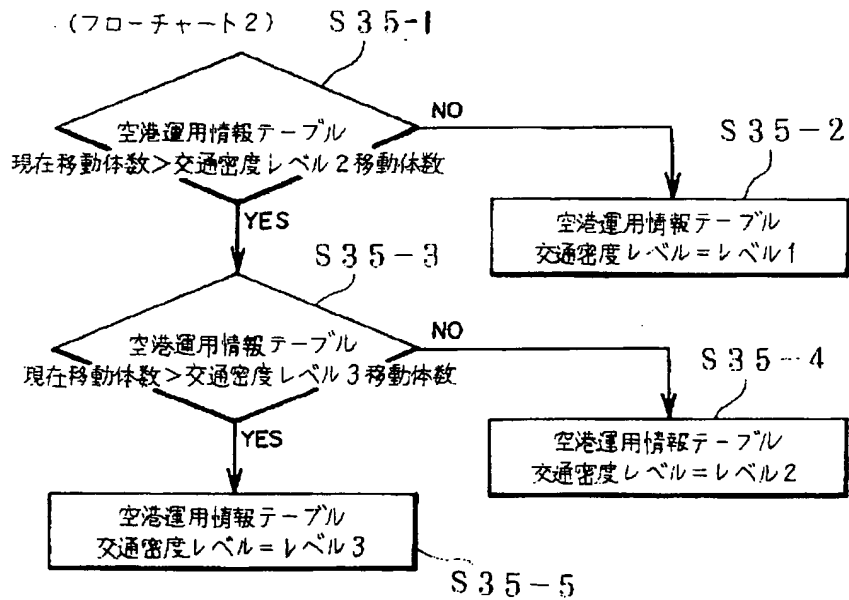 (フローチャート2)
S35-1
空港運用情報テーブル
現在移動体数>交通密度レベル2移動体数
NO
YES
S35-2
空港運用情報テーブル
交通密度レベル=レベル1
S35-3
空港運用情報テーブル
現在移動体数>交通密度レベル3移動体数
NO
YES
S35-4
空港運用情報テーブル
交通密度レベル=レベル2
空港運用情報テーブル
交通密度レベル=レベル3
S35-5